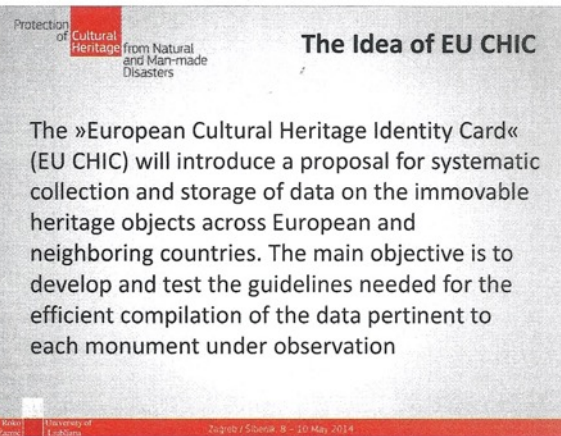 Protection
of Cultural
Heritage from Natural
and Man-made
Disasters
The Idea of EU CHIC
The »European Cultural Heritage Identity Card«
(EU CHIC) will introduce a proposal for systematic
collection and storage of data on the immovable
heritage objects across European and
neighboring countries. The main objective is to
develop and test the guidelines needed for the
efficient compilation of the data pertinent to
each monument under observation
Roko
Žarnić
University of
Ljubljana
Zagreb / Šibenik, 8 – 10 May 2014